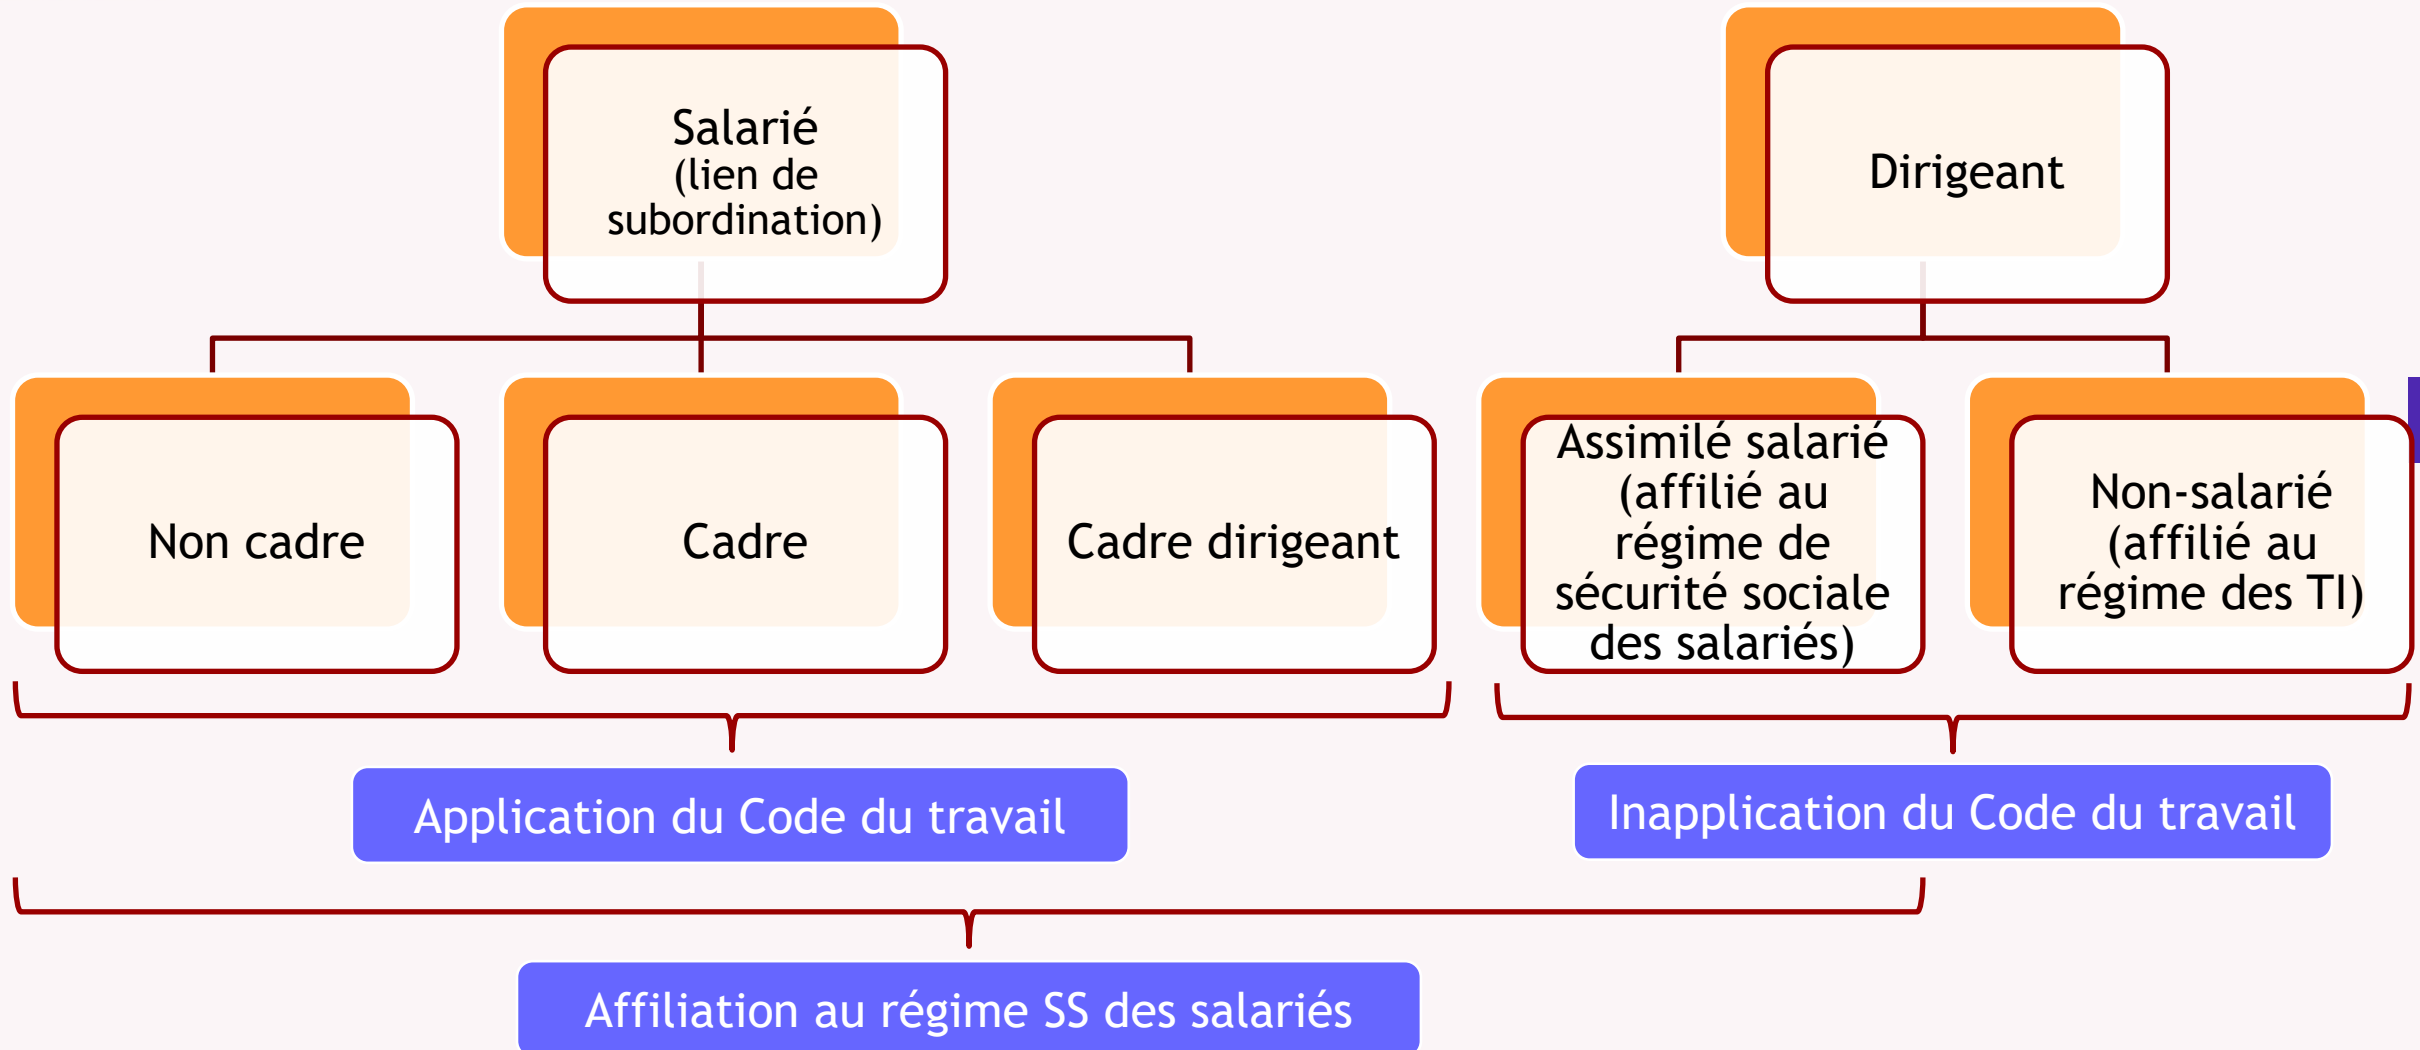 Salarié
(lien de
subordination)
Dirigeant
Non cadre
Cadre
Cadre dirigeant
Assimilé salarié
(affilié au
régime de
sécurité sociale
des salariés)
Non-salarié
(affilié au
régime des TI)
Application du Code du travail
Inapplication du Code du travail
Affiliation au régime SS des salariés